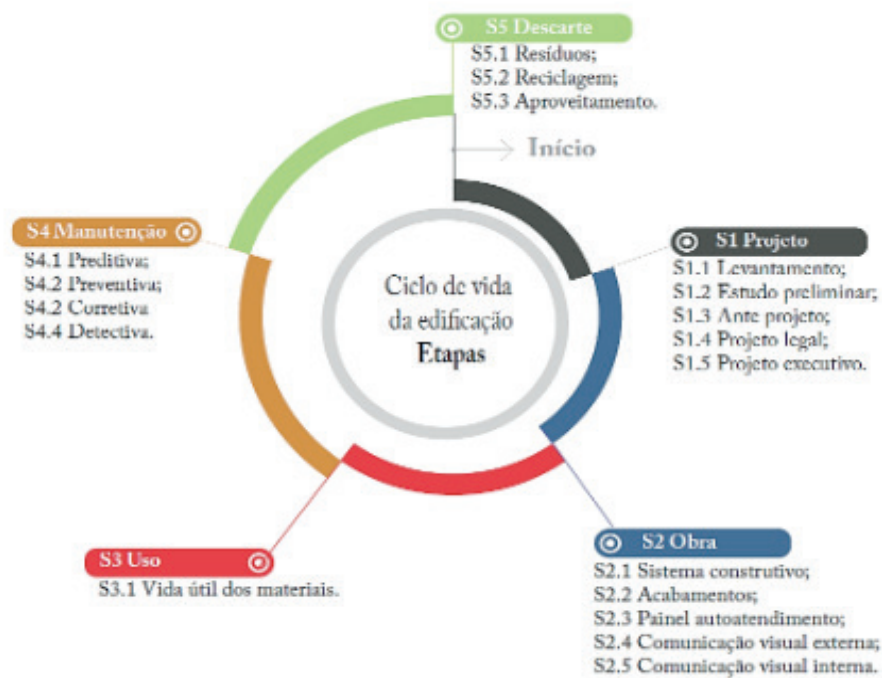 S5 Descarte
S5.1 Resíduos;
S5.2 Reciclagem;
S5.3 Aproveitamento.
Início
S1 Projeto
S1.1 Levantamento;
S1.2 Estudo preliminar;
S1.3 Ante projeto;
S1.4 Projeto legal;
S1.5 Projeto executivo.
S2 Obra
S2.1 Sistema construtivo;
S2.2 Acabamentos;
S2.3 Painel autoatendimento;
S2.4 Comunicação visual externa;
S2.5 Comunicação visual interna.
S3 Uso
S3.1 Vida útil dos materiais.
S4 Manutenção
S4.1 Preditiva;
S4.2 Preventiva;
S4.2 Corretiva
S4.4 Detectiva.
Ciclo de vida
da edificação
Etapas